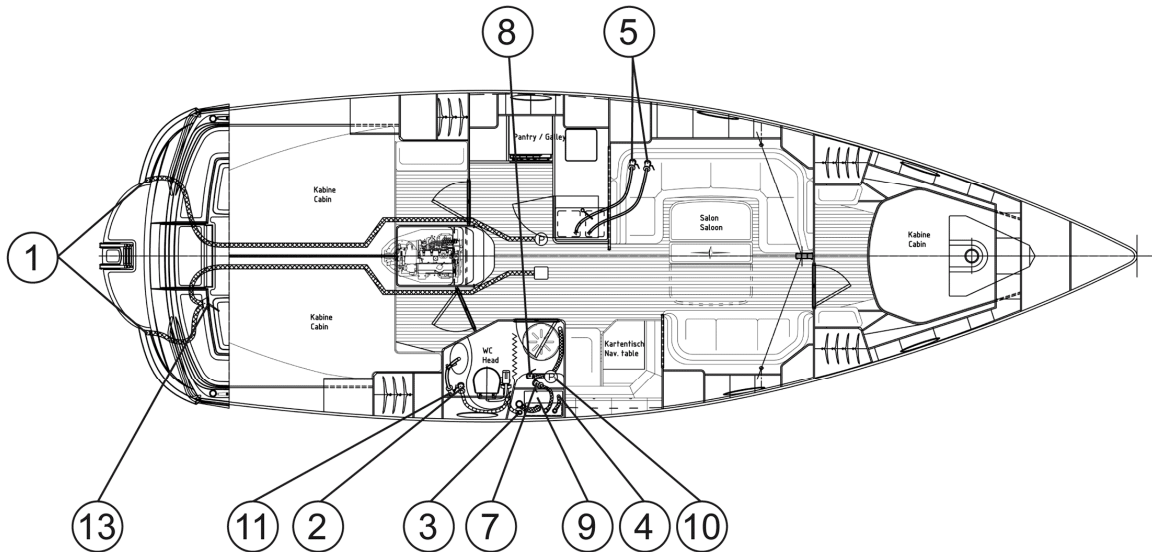 8
5
Pantry / Galley
Kabine
Cabin
P
Salon
Saloon
Kabine
Cabin
1
Kabine
Cabin
WC
Head
Kartentisch
Nav. table
P
13
11
2
3
7
9
4
10